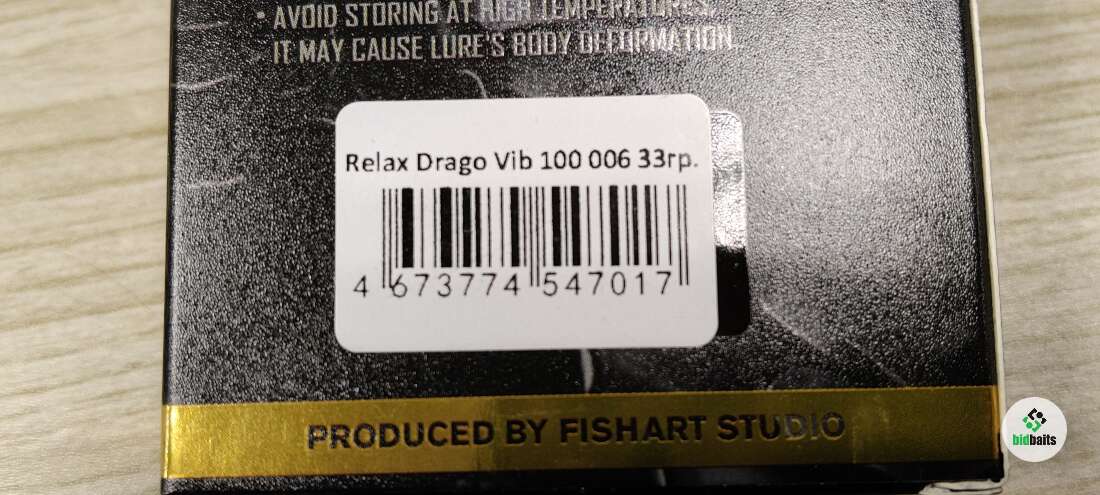 • AVOID STORING AT HIGH TEMPERATURES.
IT MAY CAUSE LURE'S BODY DEFORMATION.
Relax Drago Vib 100 006 33гр.
4 673774 547017
PRODUCED BY FISHART STUDIO
bidbaits